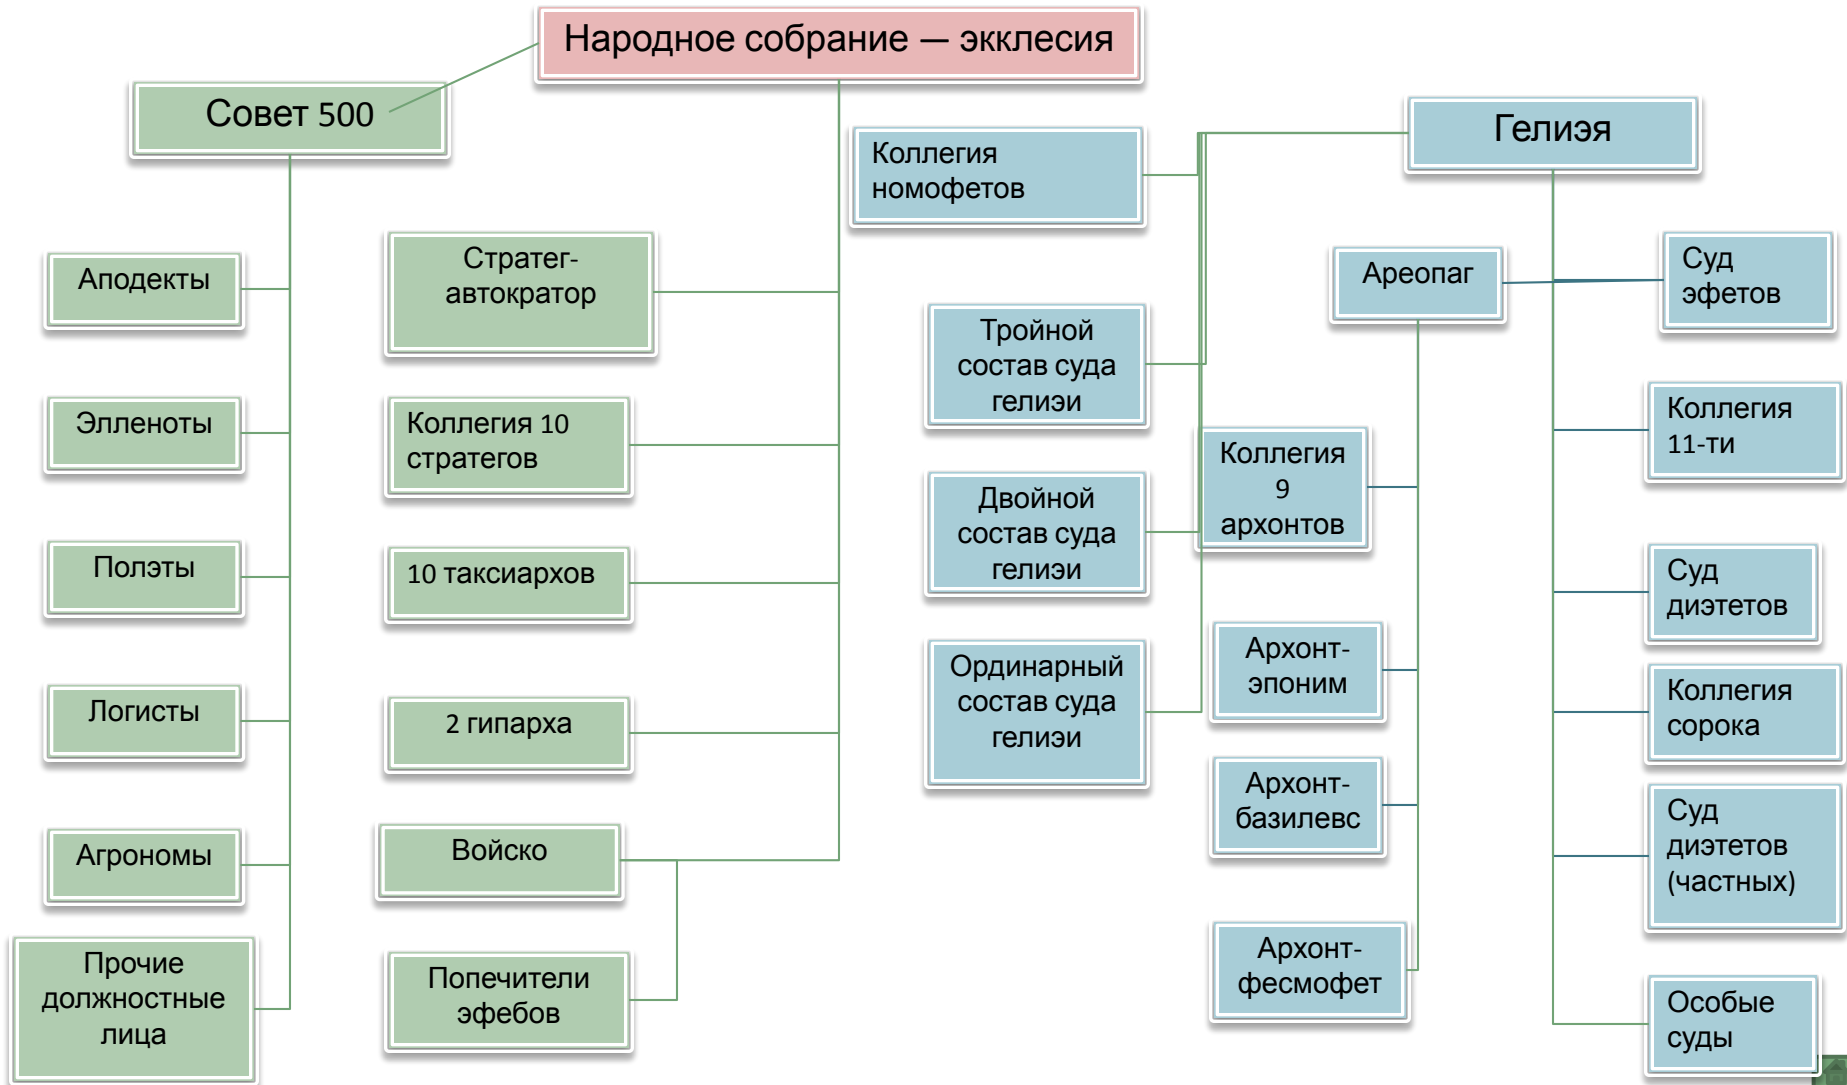 Народное собрание — экклесия
Совет 500
Аподекты
Элленоты
Полэты
Логисты
Агрономы
Прочие
должностные
лица
Стратег-
автократор
Коллегия 10
стратегов
10 таксиархов
2 гипарха
Войско
Попечители
эфебов
Гелиэя
Коллегия
номофетов
Тройной
состав суда
гелиэи
Двойной
состав суда
гелиэи
Ординарный
состав суда
гелиэи
Ареопаг
Коллегия
9
архонтов
Архонт-
эпоним
Архонт-
базилевс
Архонт-
фесмофет
Суд
эфетов
Коллегия
11-ти
Суд
диэтетов
Коллегия
сорока
Суд
диэтетов
(частных)
Особые
суды